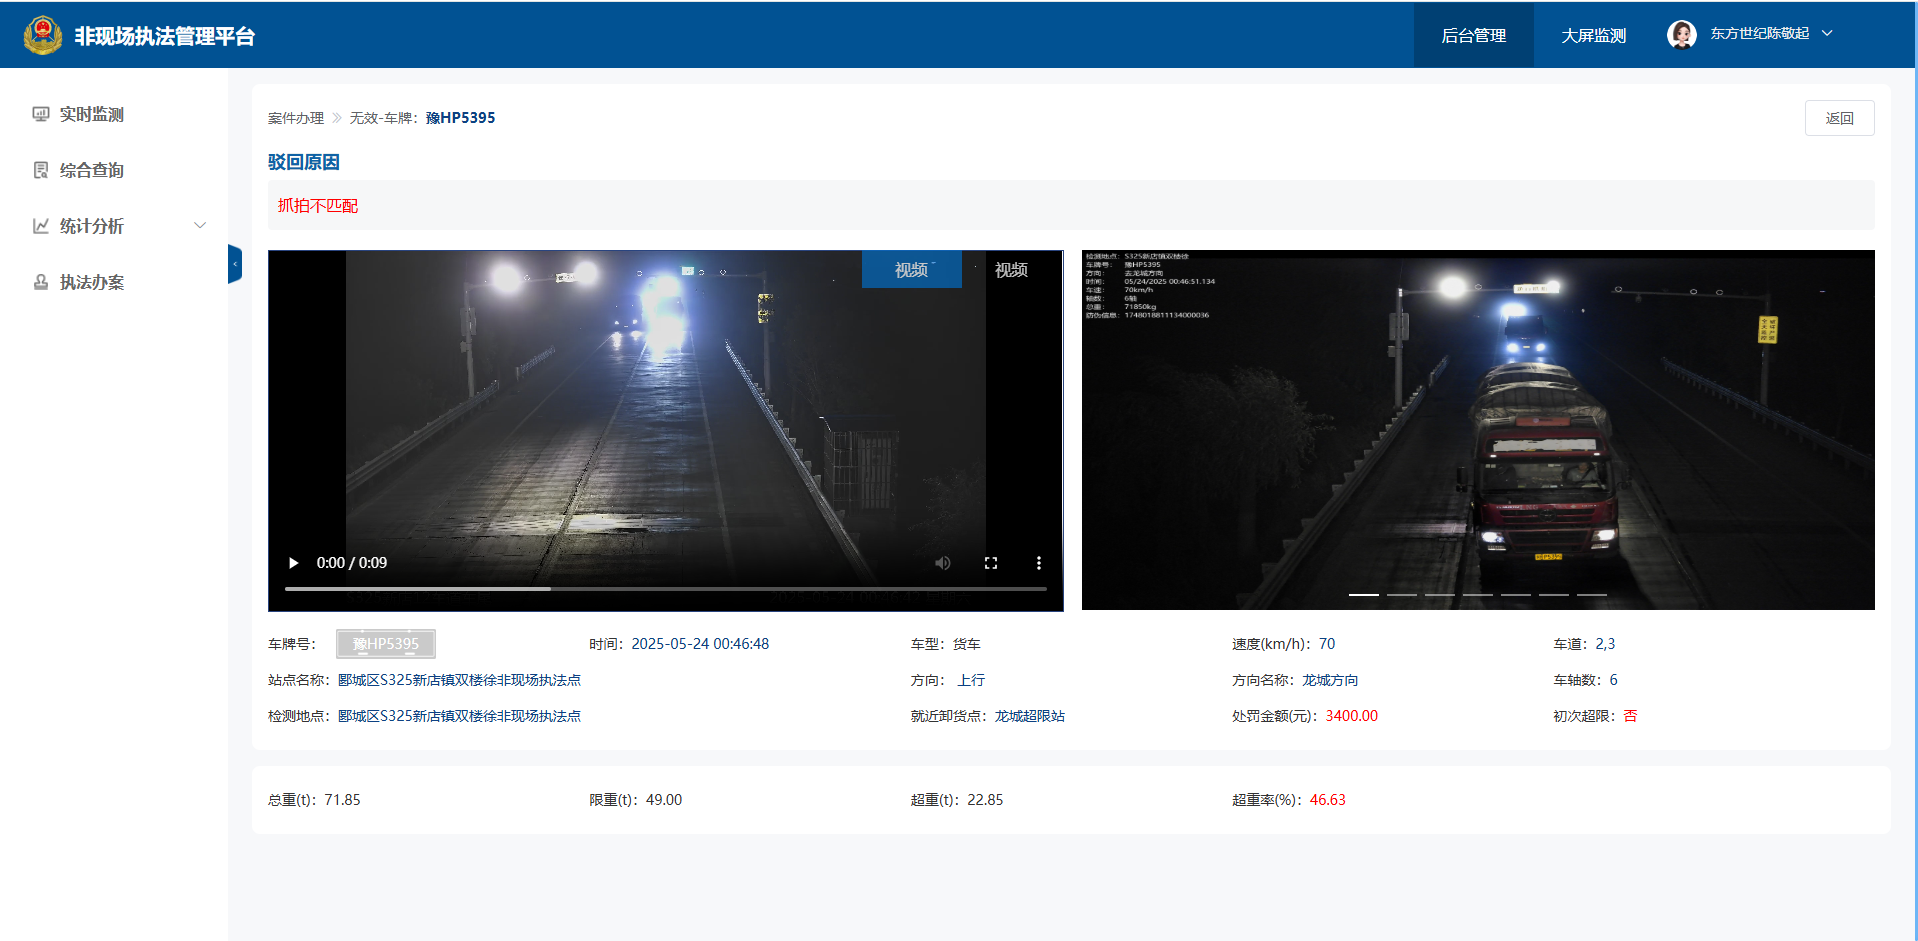 非现场执法管理平台
后台管理
大屏监测
东方世纪陈敬起
实时监测
综合查询
统计分析
执法办案
案件办理 » 无效-车牌：豫HP5395
返回
驳回原因
抓拍不匹配
视频
视频
0:00 / 0:09
检测地点： S325新店镇双楼徐
车牌号： 豫HP5395
方向： 去龙城方向
时间： 05/24/2025 00:46:51.134
车速： 70km/h
轴数： 6轴
总重： 71850kg
防伪信息： 1748018811134000036
车牌号： 豫HP5395
时间：2025-05-24 00:46:48
车型：货车
速度(km/h)：70
车道：2,3
站点名称：郾城区S325新店镇双楼徐非现场执法点
方向： 上行
方向名称：龙城方向
车轴数：6
检测地点：郾城区S325新店镇双楼徐非现场执法点
就近卸货点：龙城超限站
处罚金额(元)：3400.00
初次超限：否
总重(t)：71.85
限重(t)：49.00
超重(t)：22.85
超重率(%)：46.63